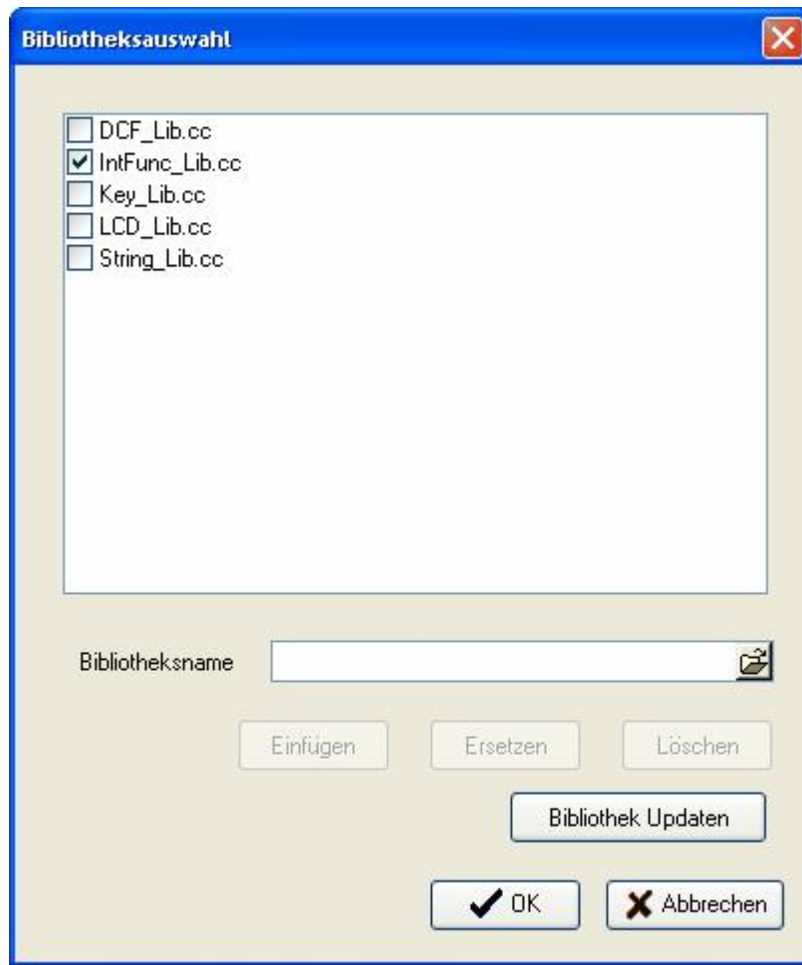 Bibliotheksauswahl
DCF_Lib.cc
IntFunc_Lib.cc
Key_Lib.cc
LCD_Lib.cc
String_Lib.cc
Bibliotheksname
Einfügen Ersetzen Löschen
Bibliothek Updaten
OK Abbrechen